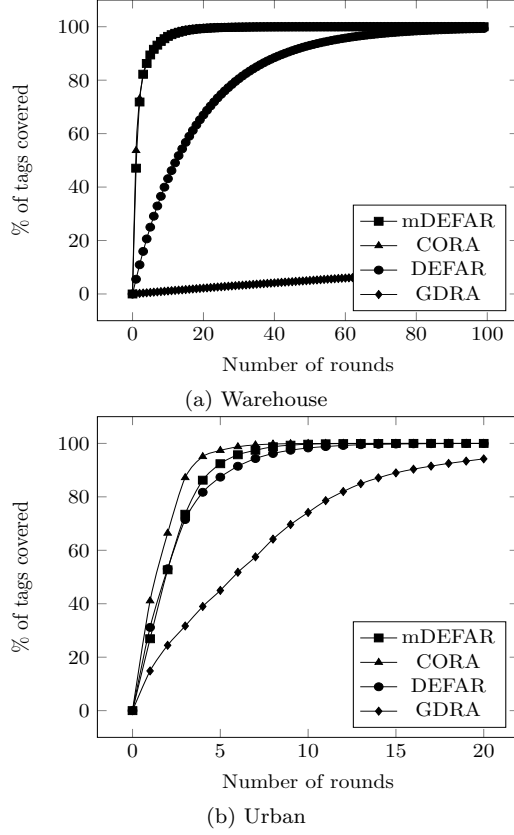 100
80
60
40
20
0
% of tags covered
mDEFAR
CORA
DEFAR
GDRA
0 20 40 60 80 100
Number of rounds
(a) Warehouse
100
80
60
40
20
0
% of tags covered
mDEFAR
CORA
DEFAR
GDRA
0 5 10 15 20
Number of rounds
(b) Urban